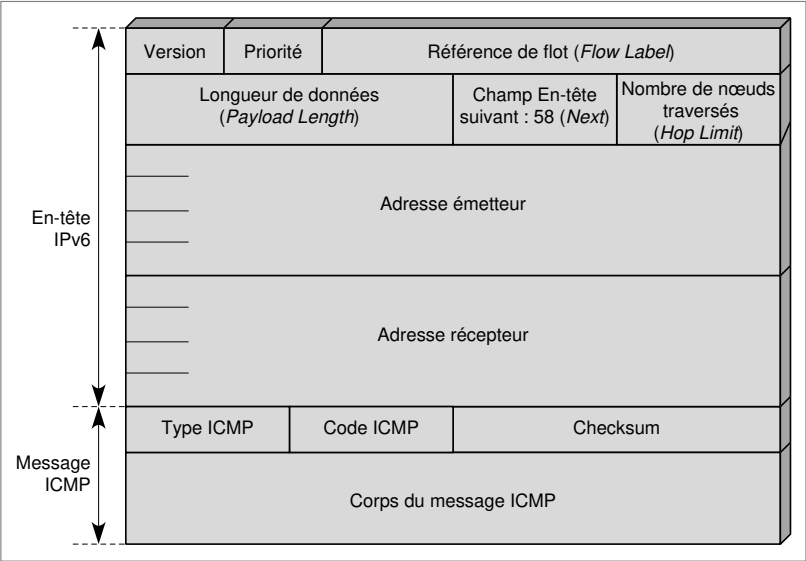 Version
Priorité
Référence de flot (Flow Label)
Longueur de données
(Payload Length)
Champ En-tête
suivant : 58 (Next)
Nombre de nœuds
traversés
(Hop Limit)
En-tête
IPv6
Adresse émetteur
Adresse récepteur
Message
ICMP
Type ICMP
Code ICMP
Checksum
Corps du message ICMP